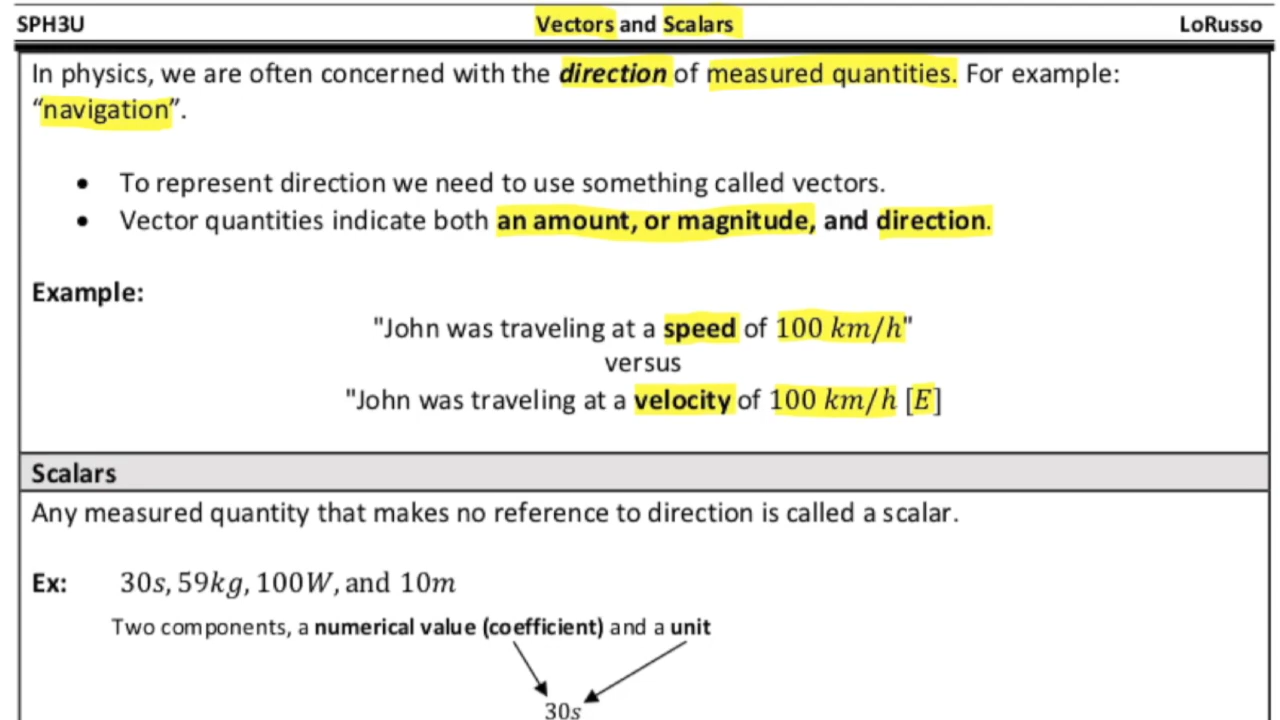 SPH3U Vectors and Scalars LoRusso
In physics, we are often concerned with the direction of measured quantities. For example:
“navigation”.
• To represent direction we need to use something called vectors.
• Vector quantities indicate both an amount, or magnitude, and direction.
Example:
"John was traveling at a speed of 100 km/h"
versus
"John was traveling at a velocity of 100 km/h [E]
Scalars
Any measured quantity that makes no reference to direction is called a scalar.
Ex: 30s, 59kg, 100W, and 10m
Two components, a numerical value (coefficient) and a unit
30s